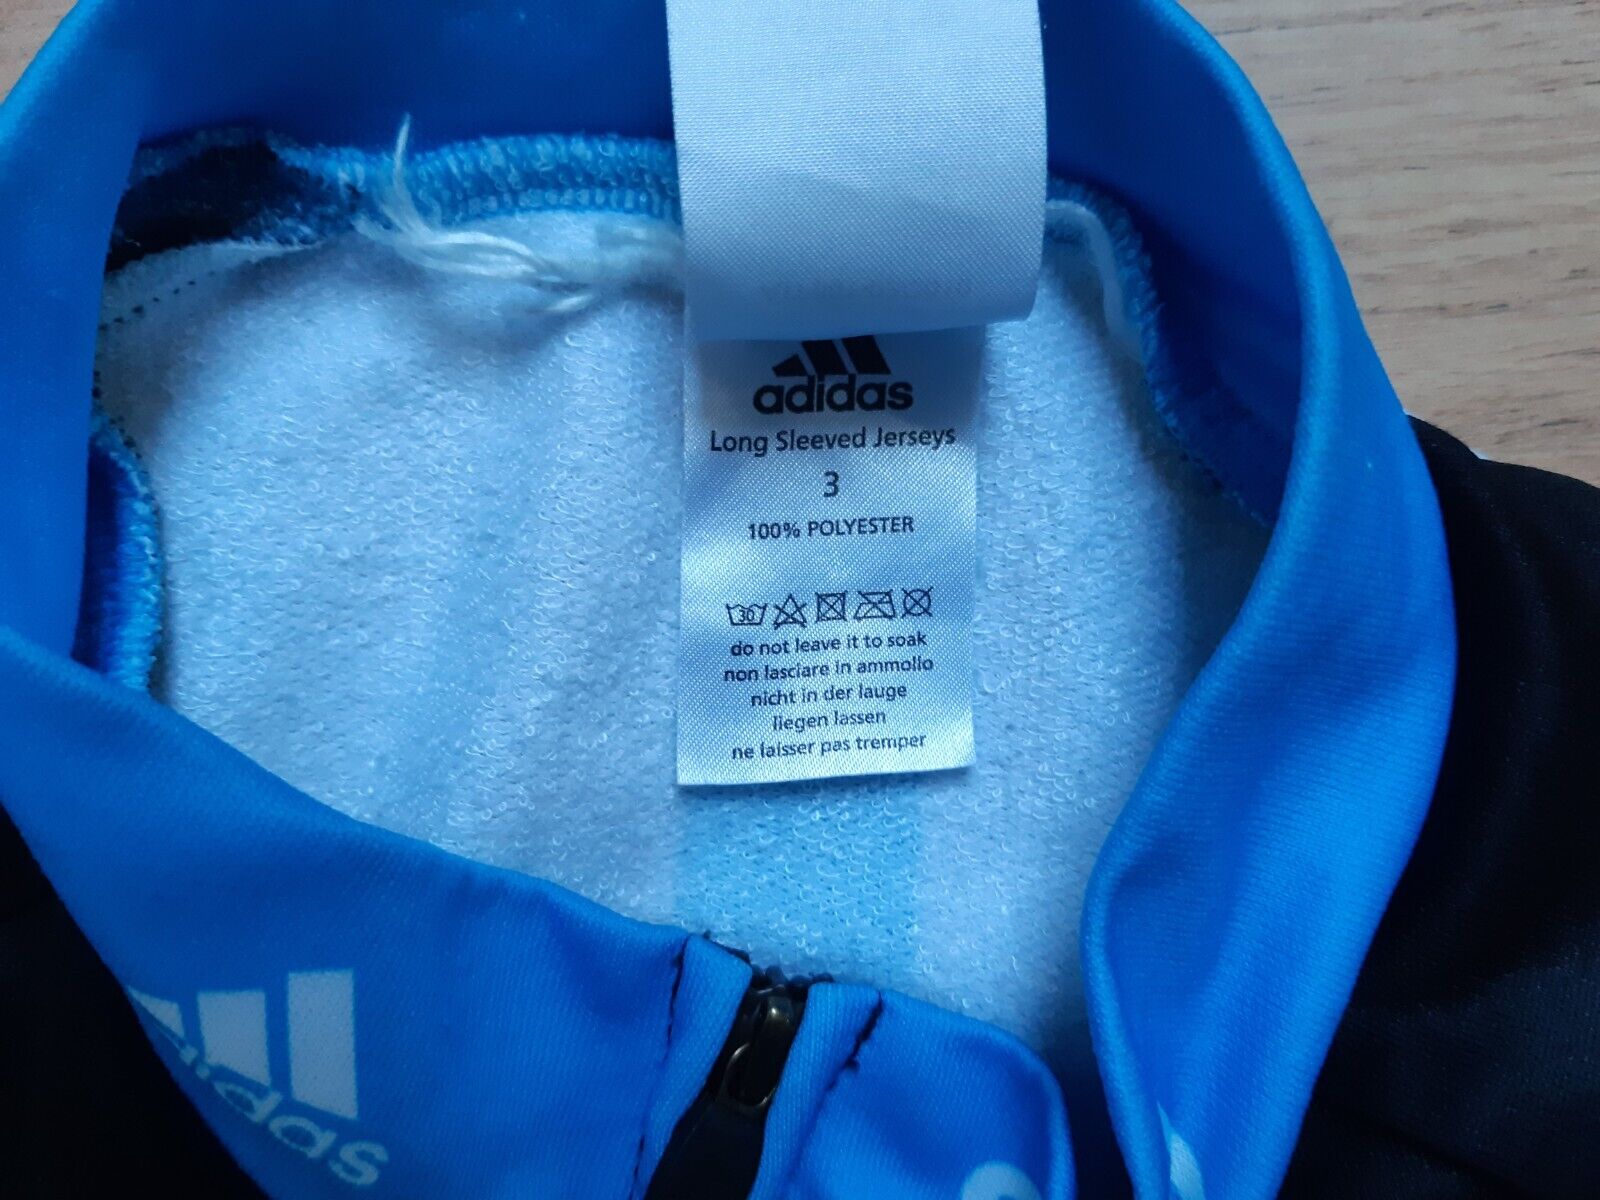 adidas
Long Sleeved Jerseys
3
100% POLYESTER
30
do not leave it to soak
non lasciare in ammollo
nicht in der lauge
liegen lassen
ne laisser pas tremper
adidas